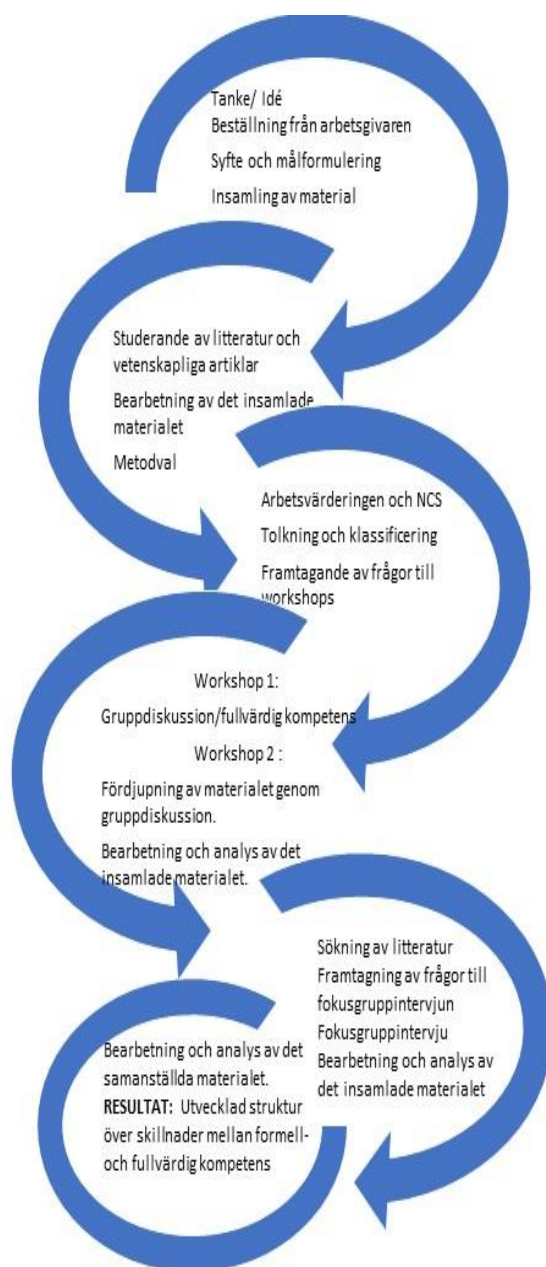 Tanke/ Idé
Beställning från arbetsgivaren
Syfte och målformulering
Insamling av material
Studerande av litteratur och
vetenskapliga artiklar
Bearbetning av det insamlade
materialet
Metodval
Arbetsvärderingen och NCS
Tolkning och klassificering
Framtagande av frågor till
workshops
Workshop 1:
Gruppdiskussion/fullvärdig kompetens
Workshop 2 :
Fördjupning av materialet genom
gruppdiskussion.
Bearbetning och analys av det
insamlade materialet.
Sökning av litteratur
Framtagning av frågor till
fokusgruppintervjun
Fokusgruppintervju
Bearbetning och analys av
det insamlade materialet
Bearbetning och analys av det
samanställda materialet.
RESULTAT: Utvecklad struktur
över skillnader mellan formell-
och fullvärdig kompetens